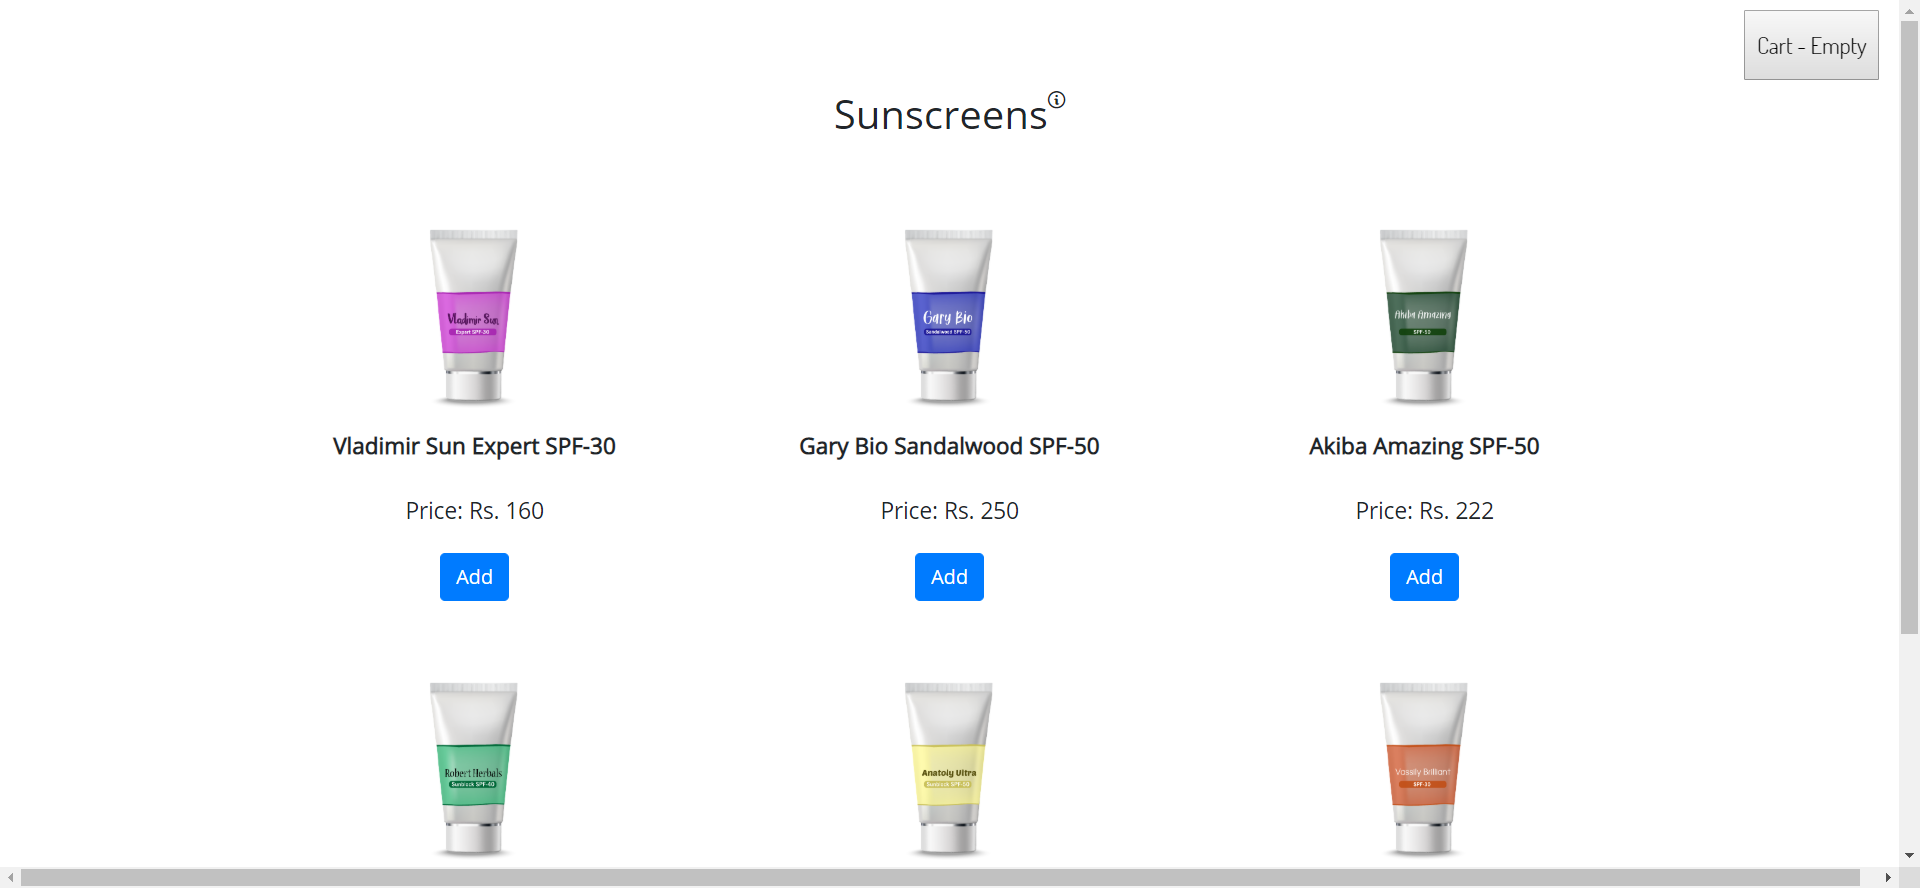 Cart - Empty
Sunscreens
Vladimir Sun
Expert SPF-30
Gary Bio
Sandalwood SPF-50
Akiba Amazing
SPF-50
Vladimir Sun Expert SPF-30
Gary Bio Sandalwood SPF-50
Akiba Amazing SPF-50
Price: Rs. 160
Price: Rs. 250
Price: Rs. 222
Add
Add
Add
Robert Herbals
Sunblock SPF-40
Anatoly Ultra
Sunblock SPF-50
Vassily Brilliant
SPF-30